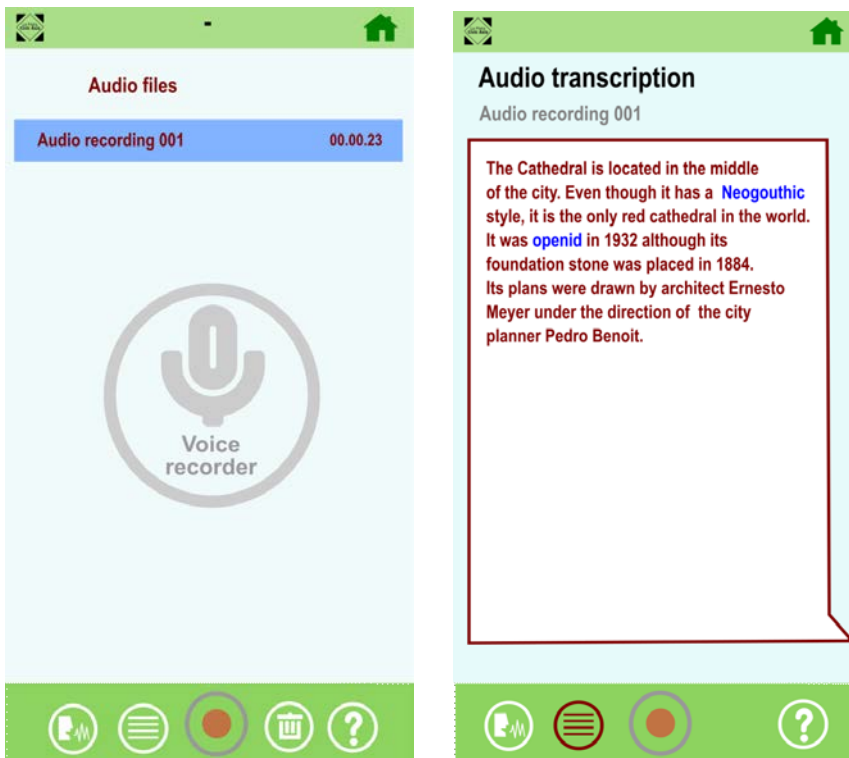 -
Audio files
Audio recording 001 00.00.23
Voice
recorder
?
Audio transcription
Audio recording 001
The Cathedral is located in the middle
of the city. Even though it has a Neogouthic
style, it is the only red cathedral in the world.
It was openid in 1932 although its
foundation stone was placed in 1884.
Its plans were drawn by architect Ernesto
Meyer under the direction of the city
planner Pedro Benoit.
?